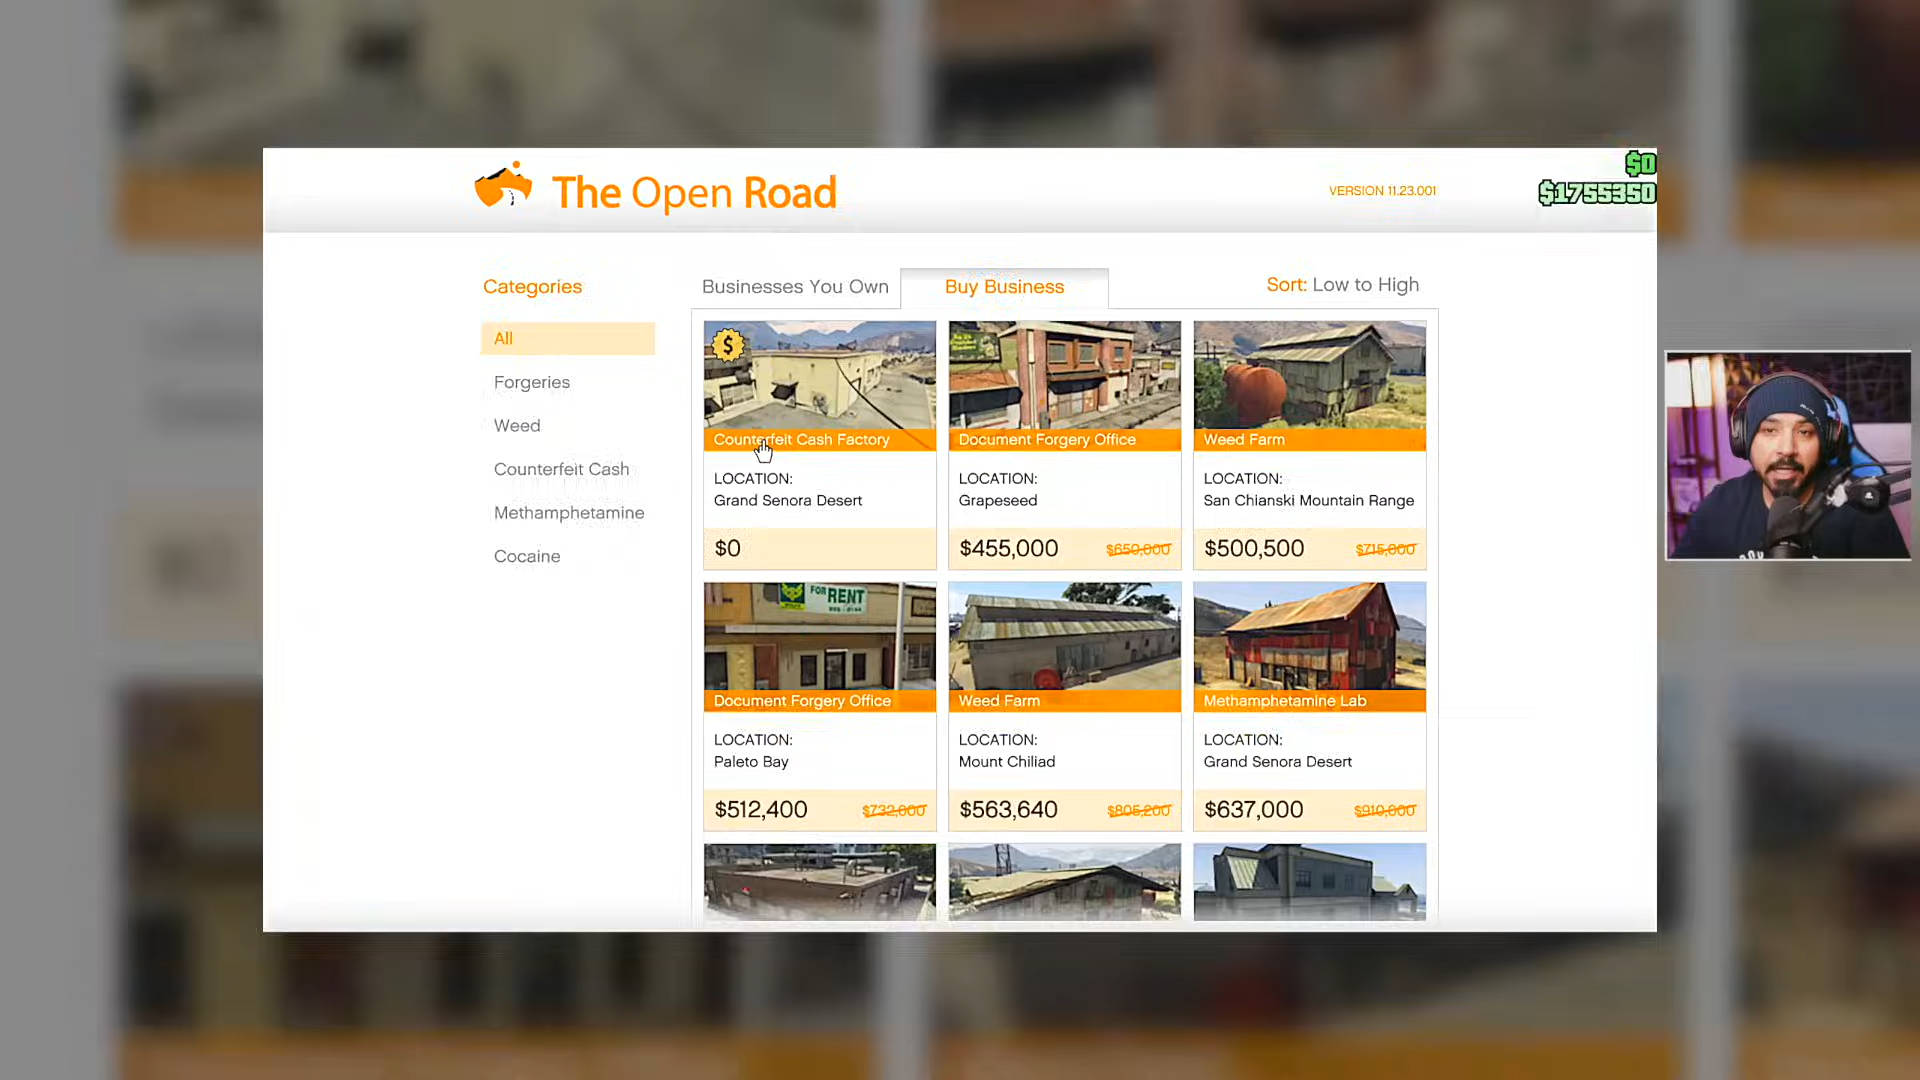 The Open Road
VERSION 11.23.001
$0
$1755350
Categories
Businesses You Own
Buy Business
Sort: Low to High
All
Forgeries
Weed
Counterfeit Cash
Methamphetamine
Cocaine
$
Counterfeit Cash Factory
LOCATION:
Grand Senora Desert
$0
Document Forgery Office
LOCATION:
Grapeseed
$455,000 $650,000
Weed Farm
LOCATION:
San Chianski Mountain Range
$500,500 $715,000
FOR RENT
Document Forgery Office
LOCATION:
Paleto Bay
$512,400 $732,000
Weed Farm
LOCATION:
Mount Chiliad
$563,640 $805,200
Methamphetamine Lab
LOCATION:
Grand Senora Desert
$637,000 $910,000